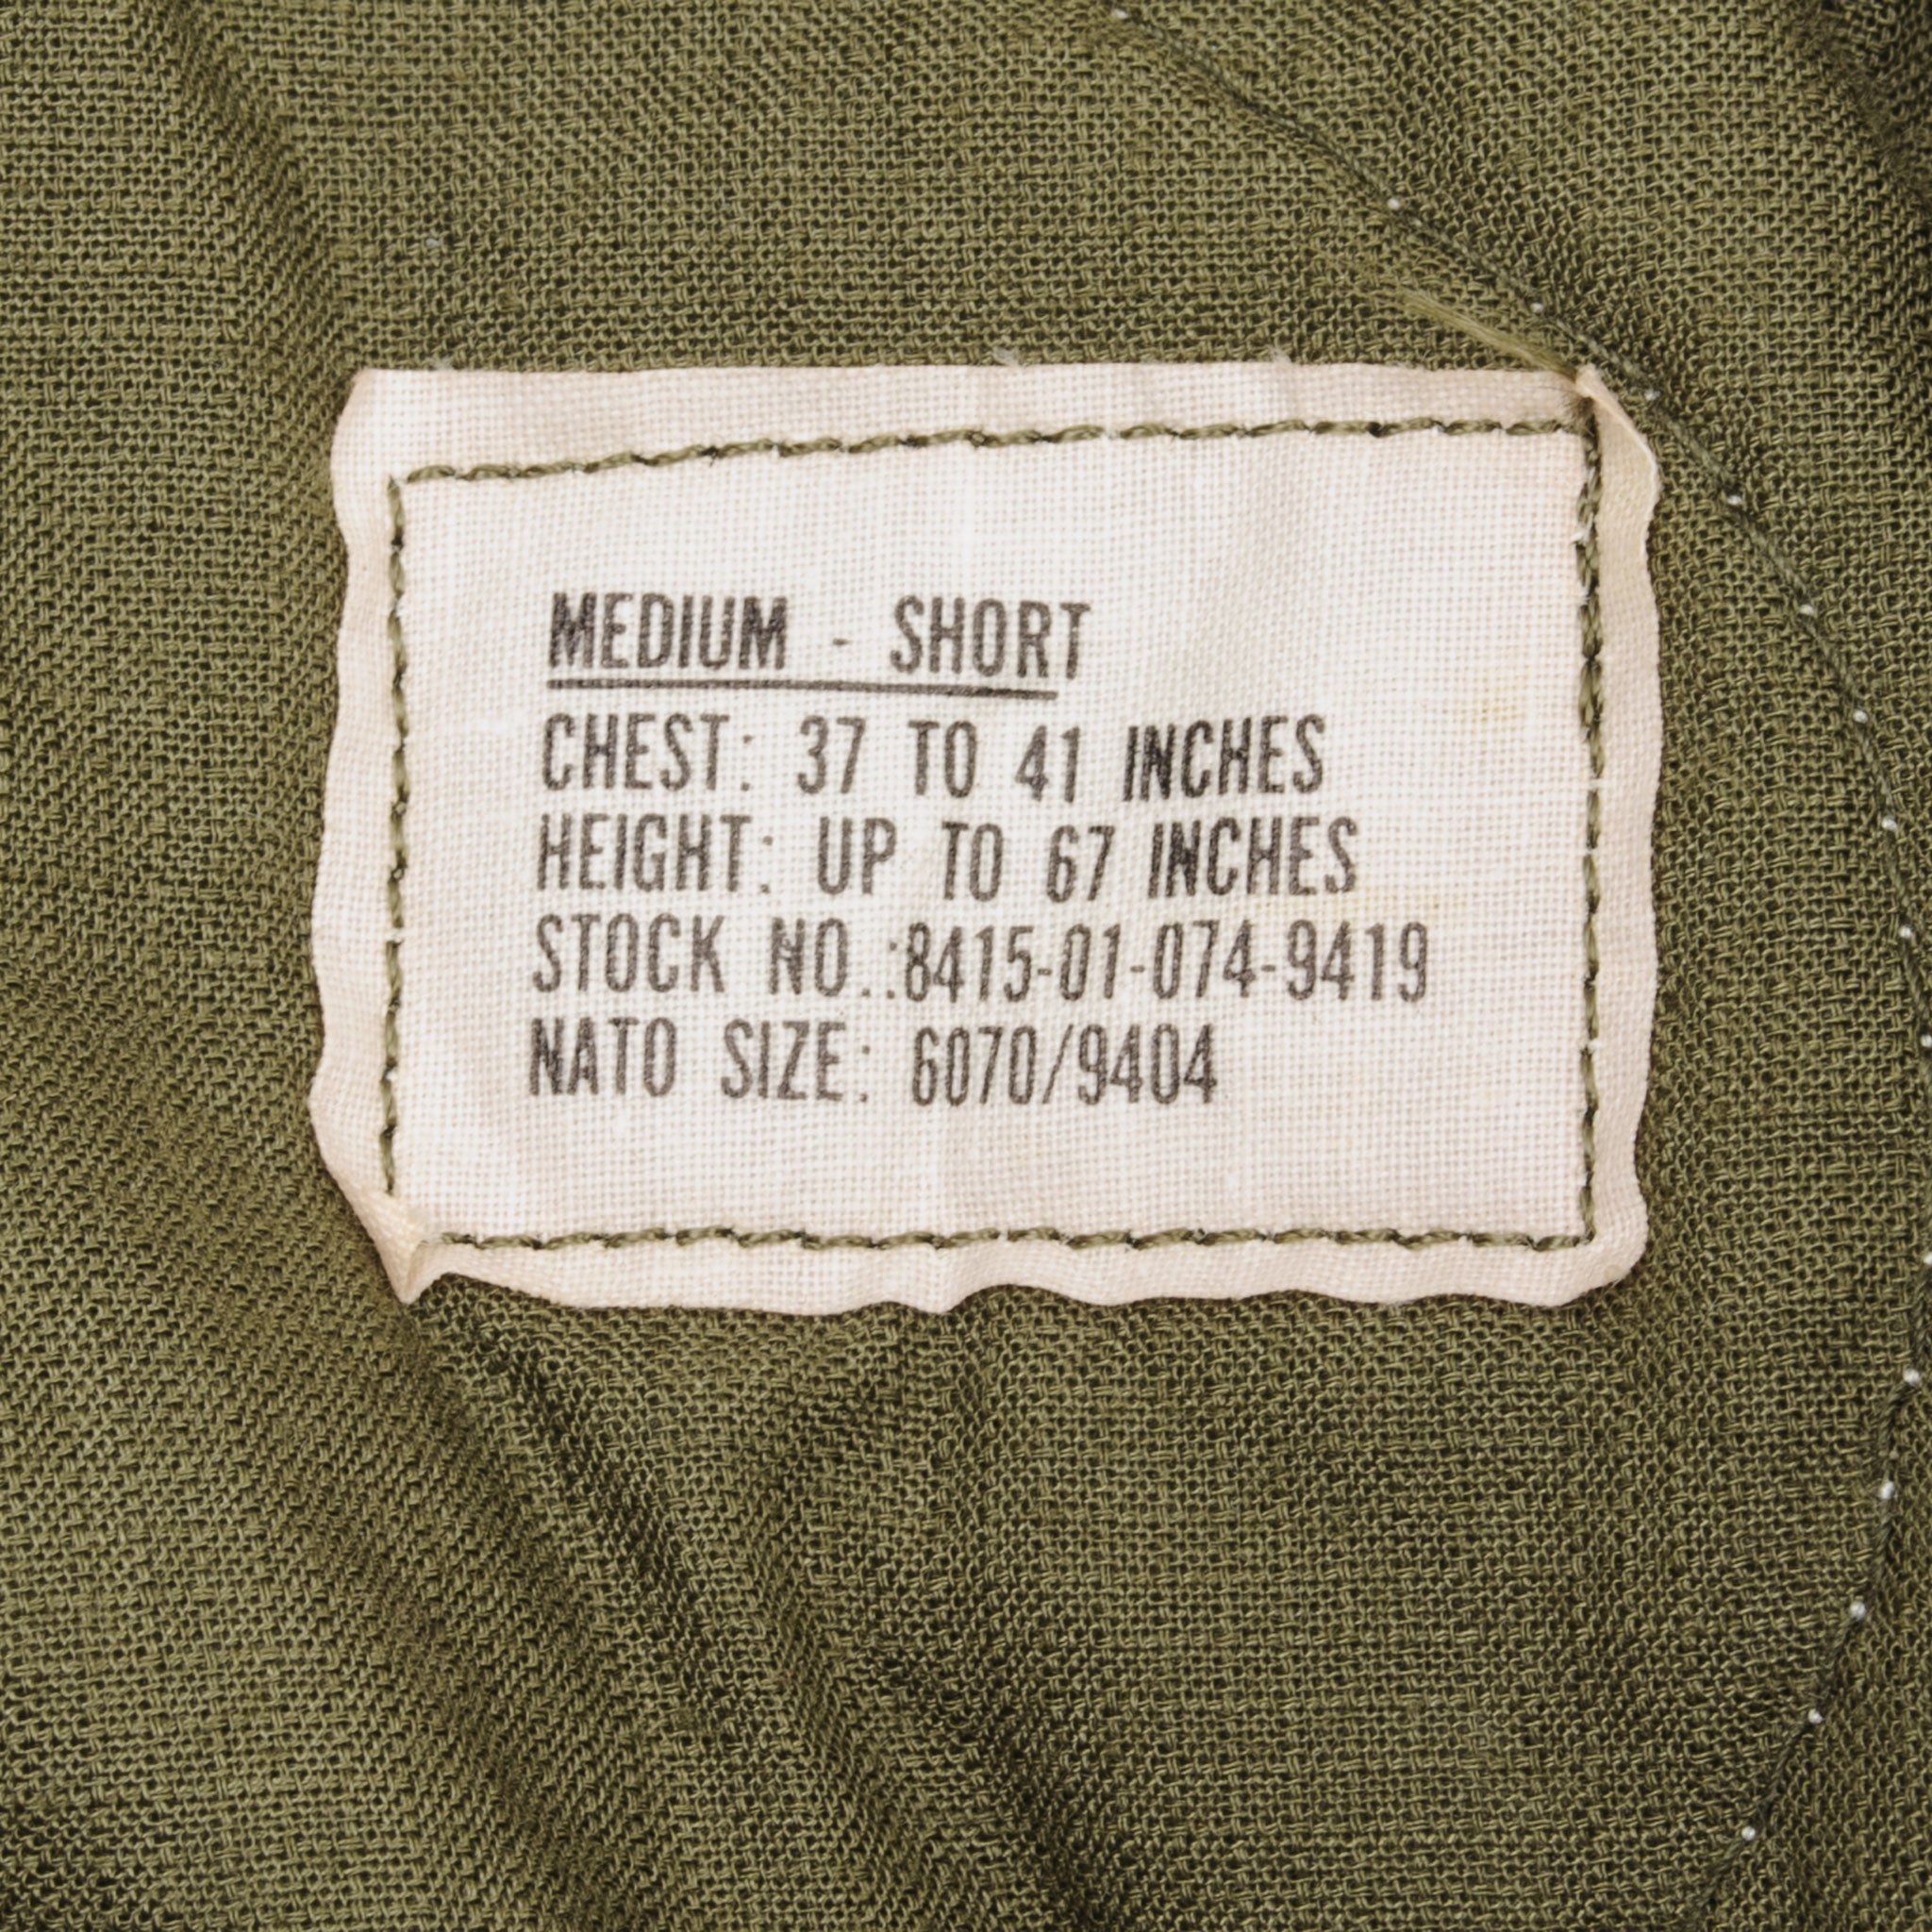 MEDIUM - SHORT
CHEST: 37 TO 41 INCHES
HEIGHT: UP TO 67 INCHES
STOCK NO.:8415-01-074-9419
NATO SIZE: 6070/9404